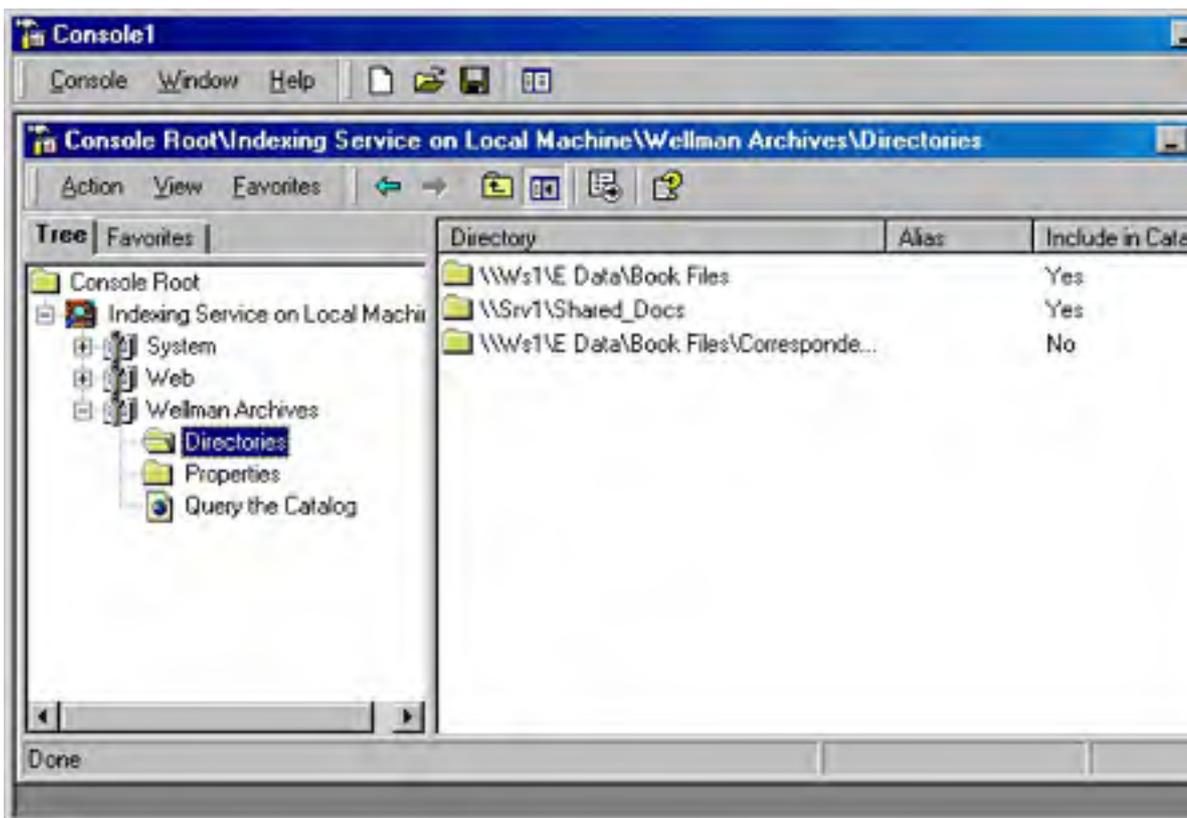 Console1
Console Window Help
Console Root\Indexing Service on Local Machine\Wellman Archives\Directories
Action View Favorites
Tree Favorites
Console Root
Indexing Service on Local Machin
System
Web
Wellman Archives
Directories
Properties
Query the Catalog
Directory Alias Include in Cata
\\Ws1\E Data\Book Files Yes
\\Srv1\Shared_Docs Yes
\\Ws1\E Data\Book Files\Corresponde... No
Done